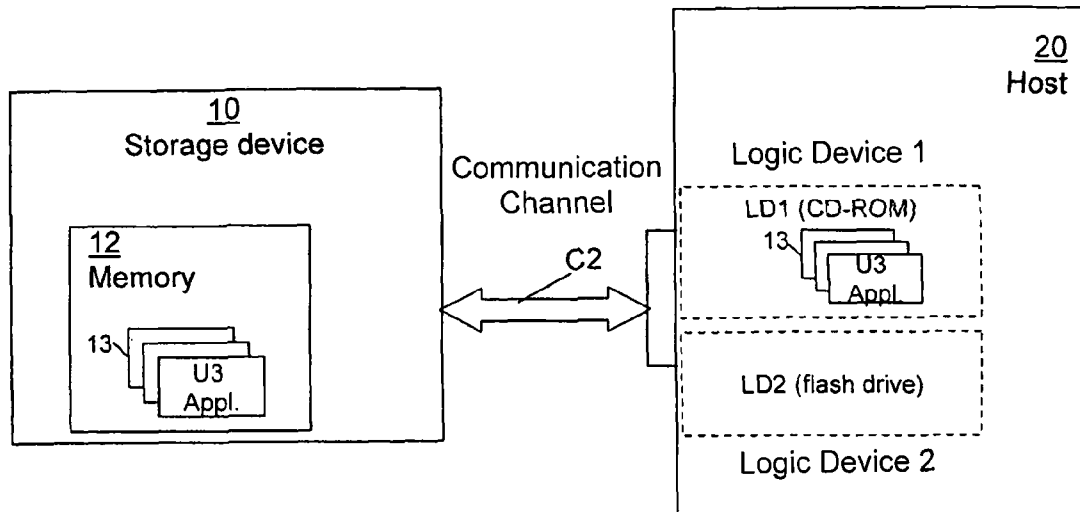 10
Storage device
12
Memory
13
U3
Appl.
Communication
Channel
C2
20
Host
Logic Device 1
LD1 (CD-ROM)
13
U3
Appl.
LD2 (flash drive)
Logic Device 2